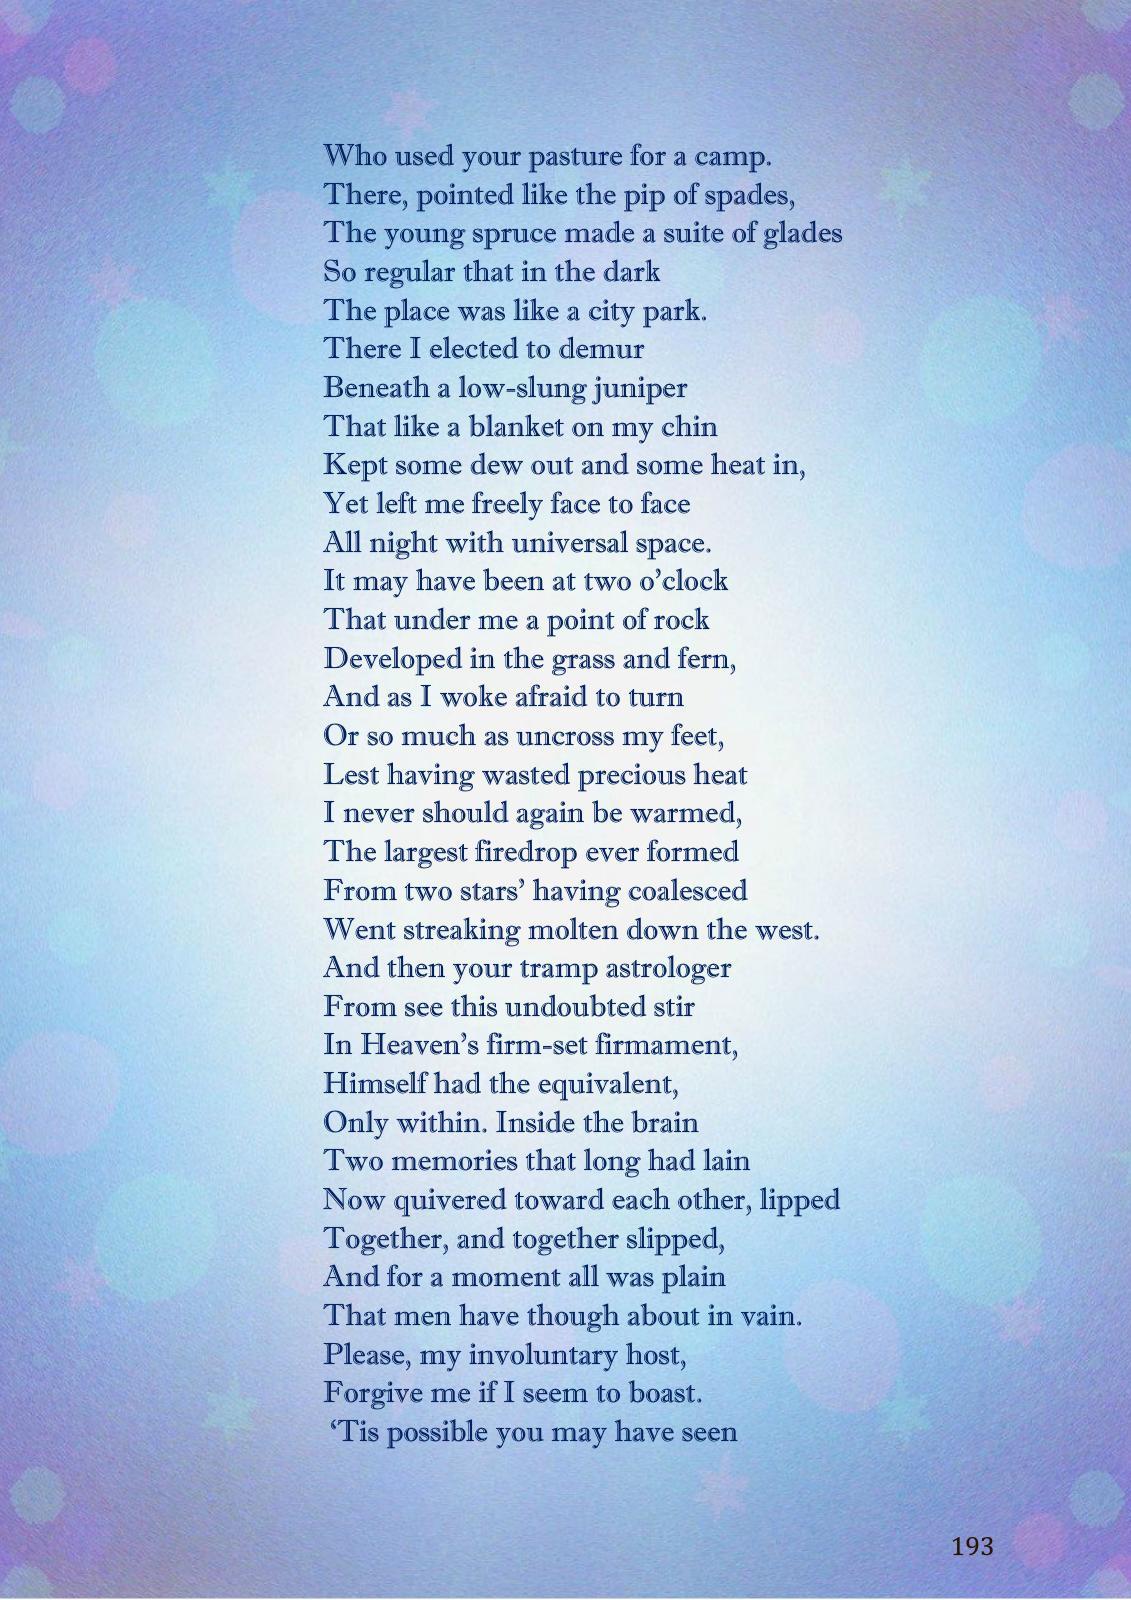 Who used your pasture for a camp.
There, pointed like the pip of spades,
The young spruce made a suite of glades
So regular that in the dark
The place was like a city park.
There I elected to demur
Beneath a low-slung juniper
That like a blanket on my chin
Kept some dew out and some heat in,
Yet left me freely face to face
All night with universal space.
It may have been at two o’clock
That under me a point of rock
Developed in the grass and fern,
And as I woke afraid to turn
Or so much as uncross my feet,
Lest having wasted precious heat
I never should again be warmed,
The largest firedrop ever formed
From two stars’ having coalesced
Went streaking molten down the west.
And then your tramp astrologer
From see this undoubted stir
In Heaven’s firm-set firmament,
Himself had the equivalent,
Only within. Inside the brain
Two memories that long had lain
Now quivered toward each other, lipped
Together, and together slipped,
And for a moment all was plain
That men have though about in vain.
Please, my involuntary host,
Forgive me if I seem to boast.
‘Tis possible you may have seen
193